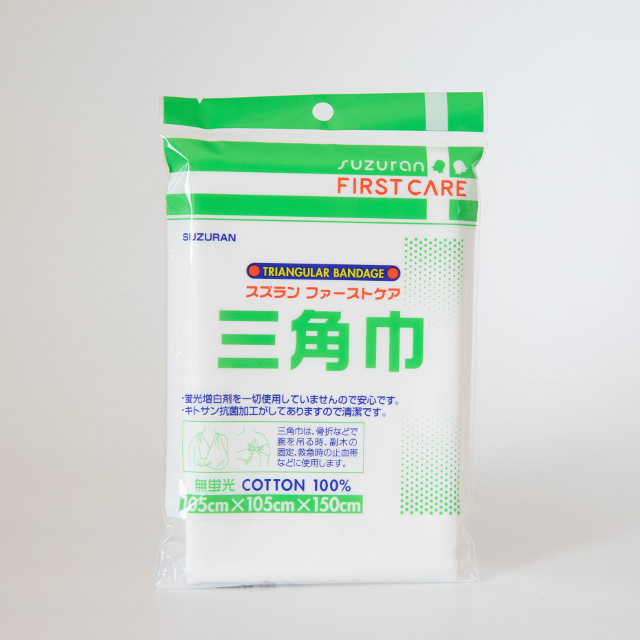 suzuran
FIRST CARE
SUZURAN
TRIANGULAR BANDAGE
スズラン ファーストケア
三角巾
・蛍光増白剤を一切使用していませんので安心です。
・キトサン抗菌加工がしてありますので清潔です。
三角巾は、骨折などで
腕を吊る時、副木の
固定、救急時の止血帯
などに使用します。
無蛍光 COTTON 100%
105cm×105cm×150cm